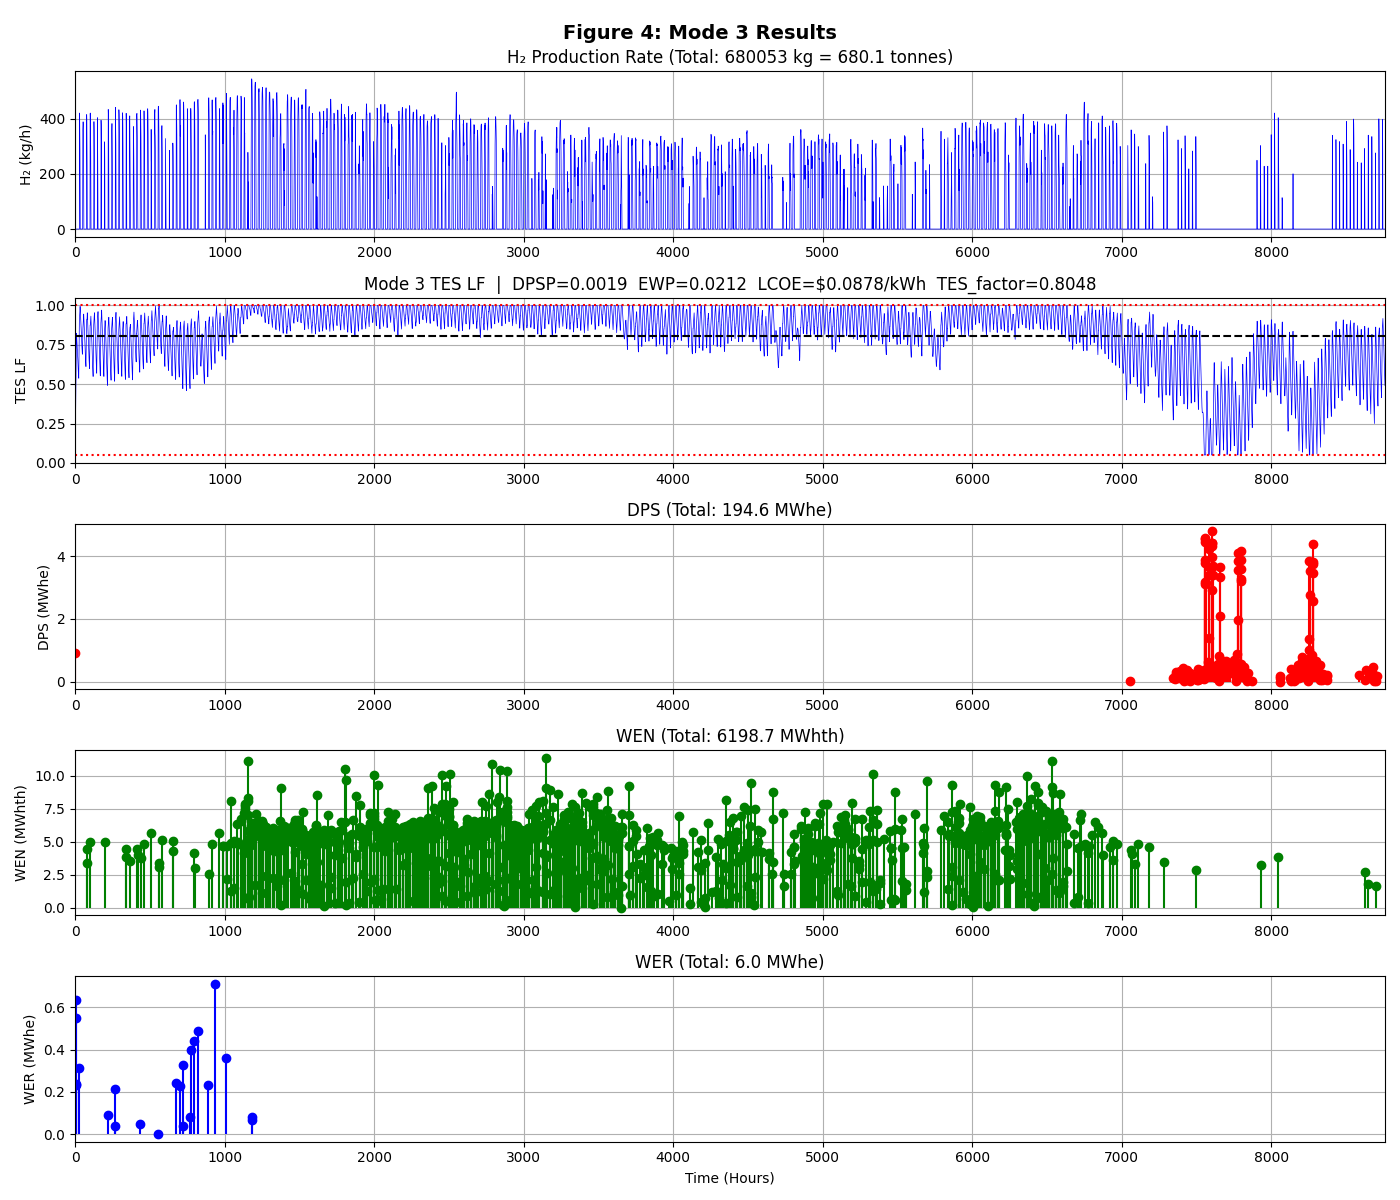 Figure 4: Mode 3 Results
H₂ Production Rate (Total: 680053 kg = 680.1 tonnes)
H₂ (kg/h)
400
200
0
0 1000 2000 3000 4000 5000 6000 7000 8000
Mode 3 TES LF | DPSP=0.0019 EWP=0.0212 LCOE=$0.0878/kWh TES_factor=0.8048
TES LF
1.00
0.75
0.50
0.25
0.00
0 1000 2000 3000 4000 5000 6000 7000 8000
DPS (Total: 194.6 MWhe)
DPS (MWhe)
4
2
0
0 1000 2000 3000 4000 5000 6000 7000 8000
WEN (Total: 6198.7 MWhth)
WEN (MWhth)
10.0
7.5
5.0
2.5
0.0
0 1000 2000 3000 4000 5000 6000 7000 8000
WER (Total: 6.0 MWhe)
WER (MWhe)
0.6
0.4
0.2
0.0
0 1000 2000 3000 4000 5000 6000 7000 8000
Time (Hours)